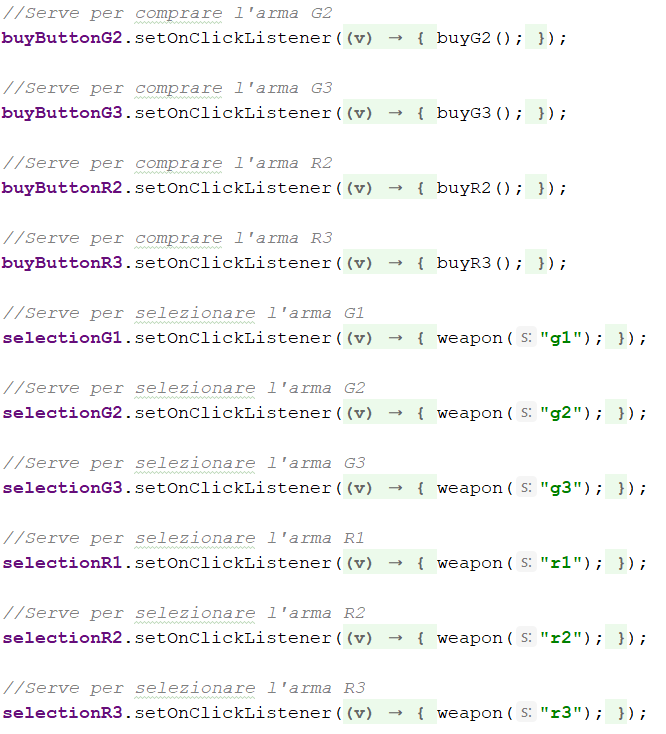 //Serve per comprare l'arma G2
buyButtonG2.setOnClickListener((v) → { buyG2(); });
//Serve per comprare l'arma G3
buyButtonG3.setOnClickListener((v) → { buyG3(); });
//Serve per comprare l'arma R2
buyButtonR2.setOnClickListener((v) → { buyR2(); });
//Serve per comprare l'arma R3
buyButtonR3.setOnClickListener((v) → { buyR3(); });
//Serve per selezionare l'arma G1
selectionG1.setOnClickListener((v) → { weapon( s: "g1"); });
//Serve per selezionare l'arma G2
selectionG2.setOnClickListener((v) → { weapon( s: "g2"); });
//Serve per selezionare l'arma G3
selectionG3.setOnClickListener((v) → { weapon( s: "g3"); });
//Serve per selezionare l'arma R1
selectionR1.setOnClickListener((v) → { weapon( s: "r1"); });
//Serve per selezionare l'arma R2
selectionR2.setOnClickListener((v) → { weapon( s: "r2"); });
//Serve per selezionare l'arma R3
selectionR3.setOnClickListener((v) → { weapon( s: "r3"); });